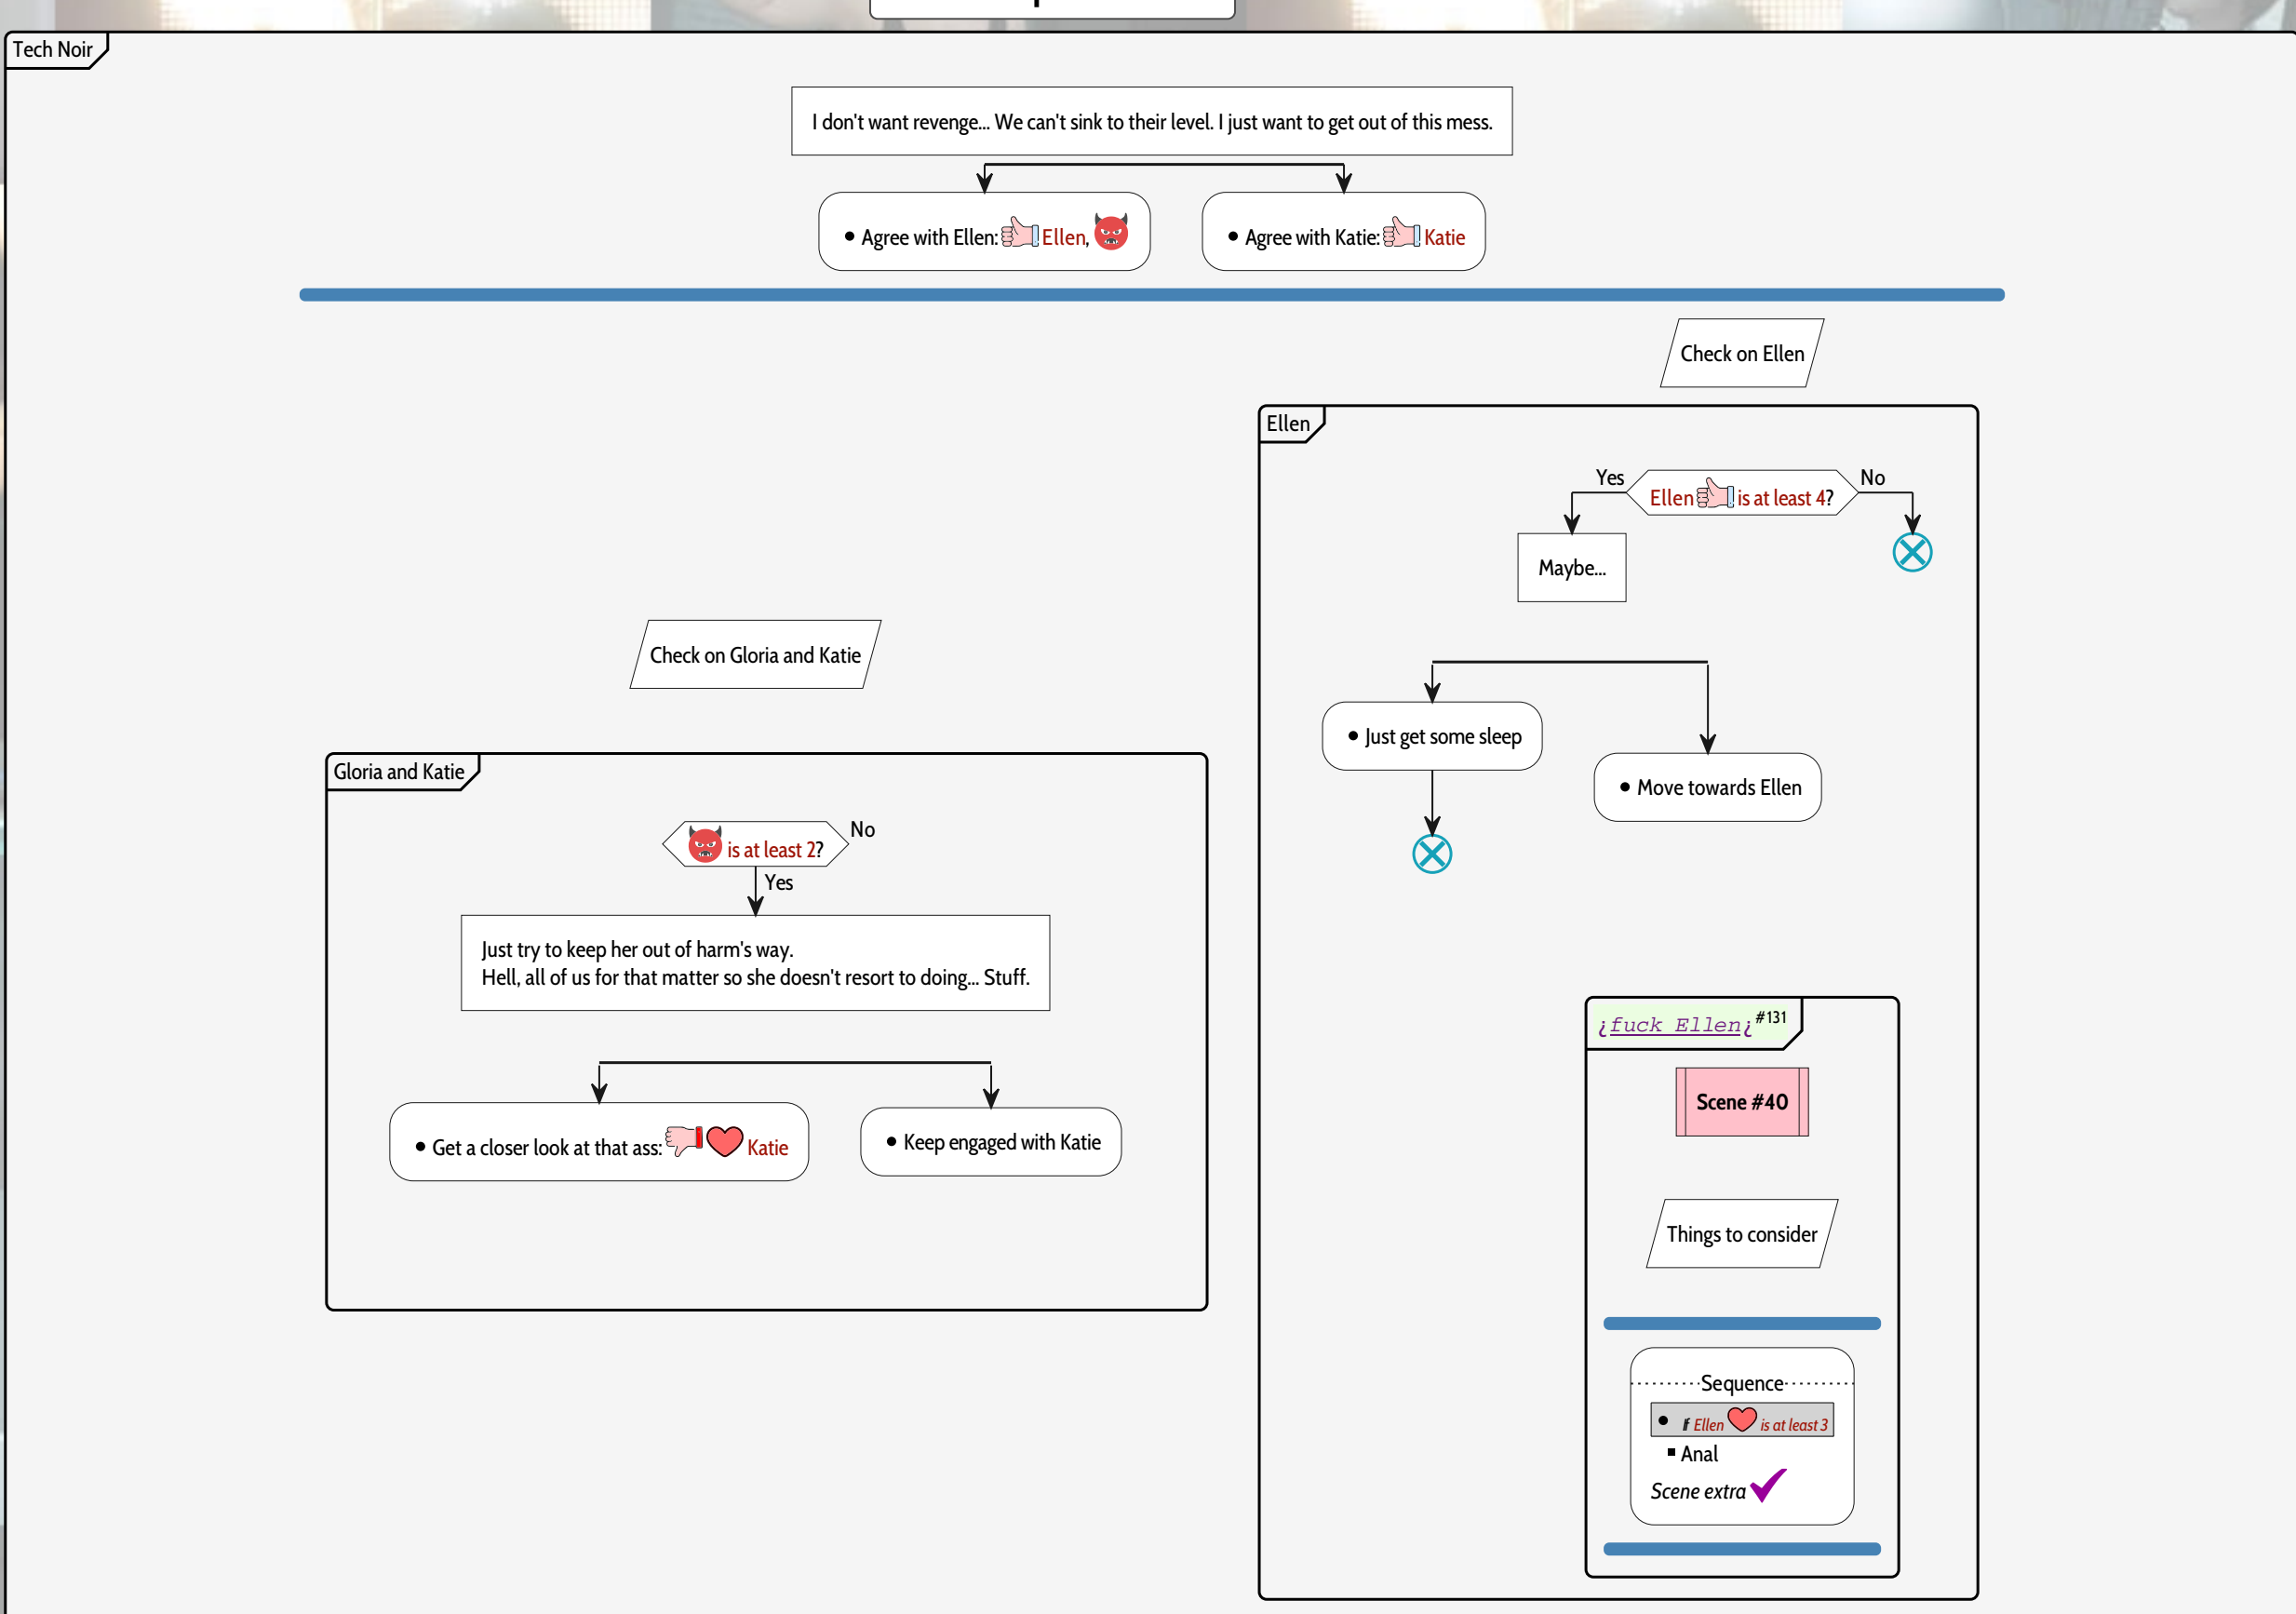 Tech Noir
I don't want revenge... We can't sink to their level. I just want to get out of this mess.
• Agree with Ellen: Ellen,
• Agree with Katie: Katie
Check on Ellen
Ellen
Yes
Ellen is at least 4?
No
Maybe...
Check on Gloria and Katie
• Just get some sleep
• Move towards Ellen
Gloria and Katie
is at least 2?
No
Yes
Just try to keep her out of harm's way.
Hell, all of us for that matter so she doesn't resort to doing... Stuff.
• Get a closer look at that ass: Katie
• Keep engaged with Katie
¿fuck Ellen¿ #131
Scene #40
Things to consider
Sequence
• If Ellen is at least 3
▪ Anal
Scene extra